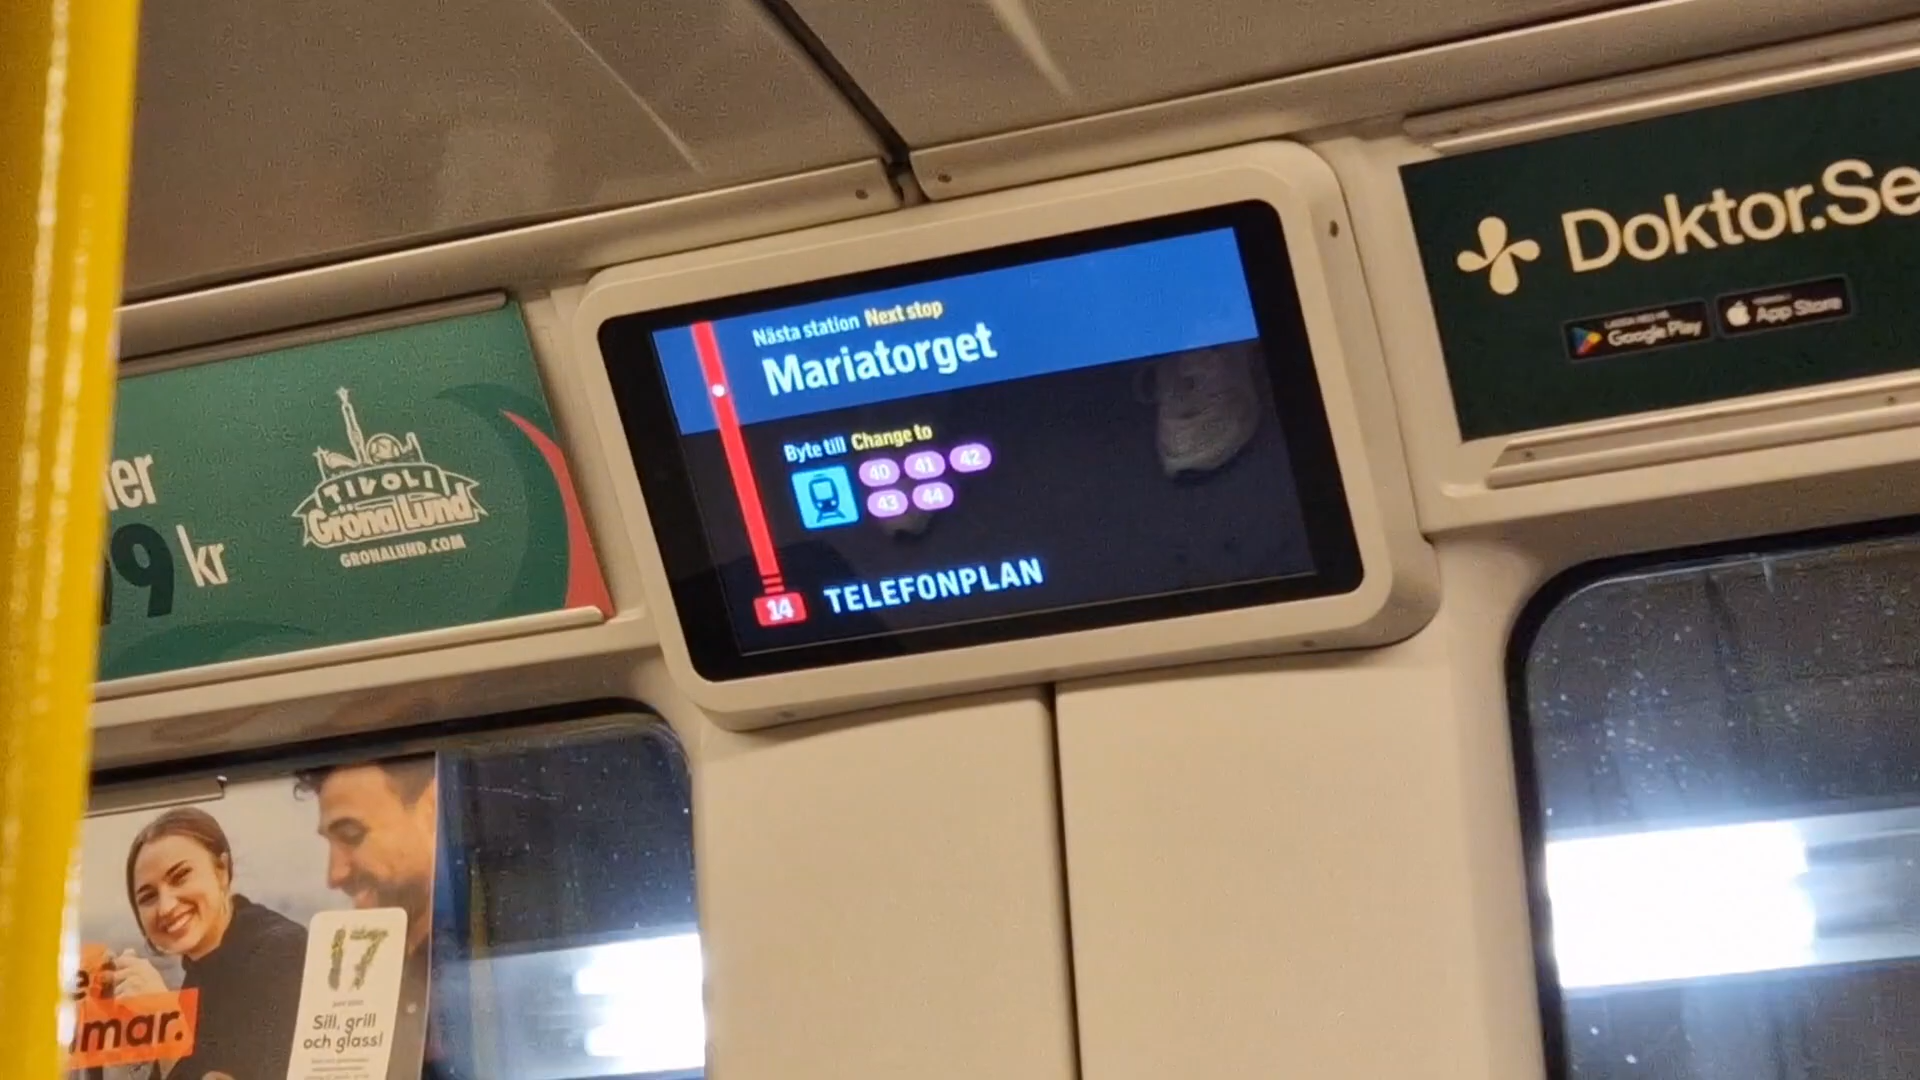 Nästa station Next stop
Mariatorget
Byte till Change to
40 41 42
43 44
14 TELEFONPLAN
kr
TIVOLI
Gröna Lund
GRONALUND.COM
Doktor.Se
Google Play
App Store
mar.
17
Sill, grill
och glass!